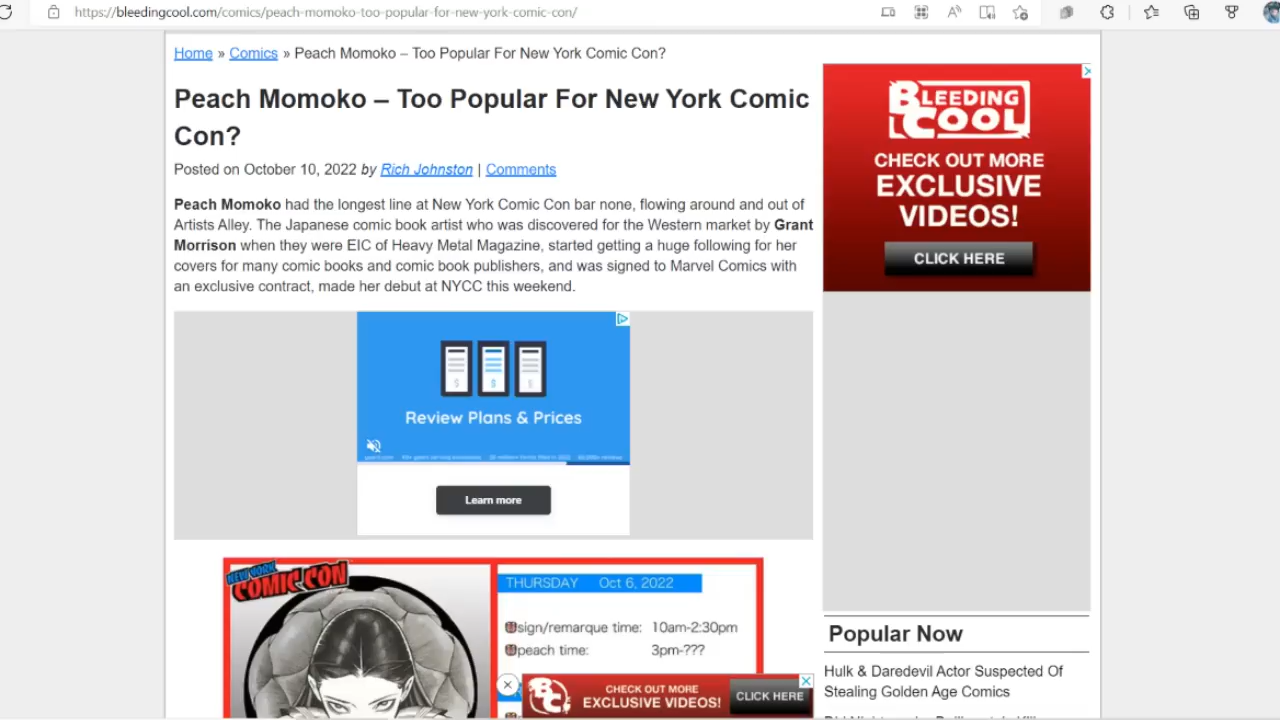 https://bleedingcool.com/comics/peach-momoko-too-popular-for-new-york-comic-con/
Home » Comics » Peach Momoko – Too Popular For New York Comic Con?
Peach Momoko – Too Popular For New York Comic
Con?
Posted on October 10, 2022 by Rich Johnston | Comments
Peach Momoko had the longest line at New York Comic Con bar none, flowing around and out of
Artists Alley. The Japanese comic book artist who was discovered for the Western market by Grant
Morrison when they were EIC of Heavy Metal Magazine, started getting a huge following for her
covers for many comic books and comic book publishers, and was signed to Marvel Comics with
an exclusive contract, made her debut at NYCC this weekend.
Review Plans & Prices
Learn more
NEW YORK
COMIC CON
THURSDAY Oct 6, 2022
sign/remarque time: 10am-2:30pm
peach time: 3pm-???
BC
CHECK OUT MORE
EXCLUSIVE VIDEOS!
CLICK HERE
BLEEDING
COOL
CHECK OUT MORE
EXCLUSIVE
VIDEOS!
CLICK HERE
Popular Now
Hulk & Daredevil Actor Suspected Of
Stealing Golden Age Comics